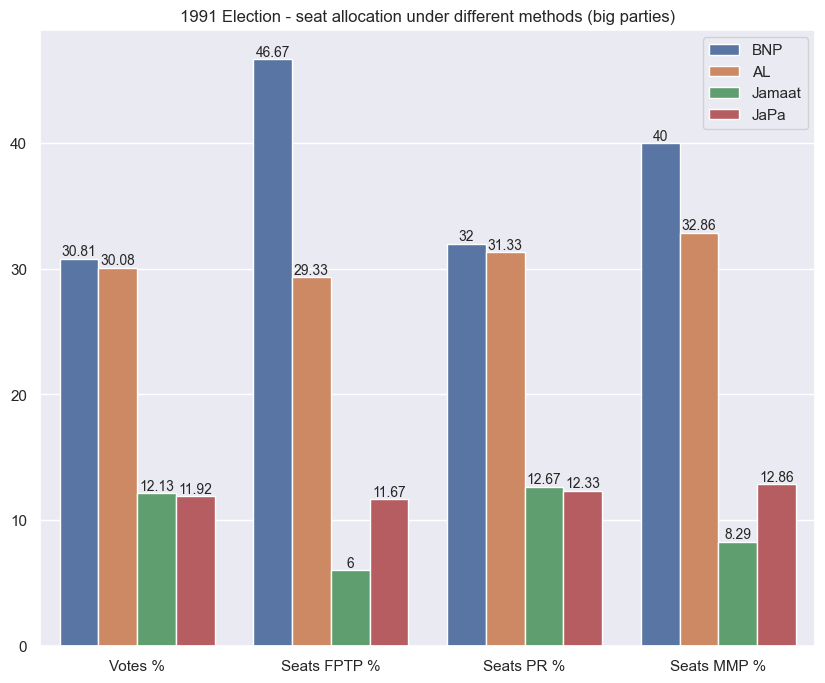 1991 Election - seat allocation under different methods (big parties)
BNP
AL
Jamaat
JaPa
40
30
20
10
0
30.81
30.08
12.13
11.92
46.67
29.33
6
11.67
32
31.33
12.67
12.33
40
32.86
8.29
12.86
Votes %
Seats FPTP %
Seats PR %
Seats MMP %